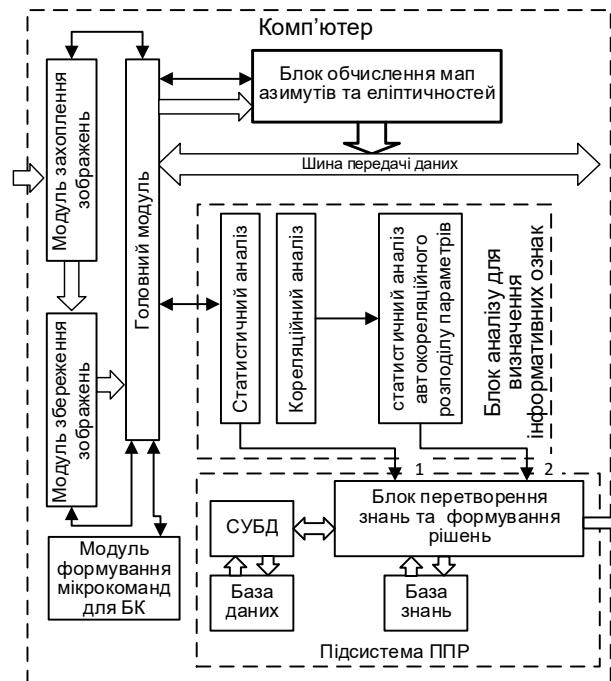 Комп’ютер
Модуль захоплення
зображень
Головний модуль
Блок обчислення мап
азимутів та еліптичностей
Шина передачі даних
Модуль збереження
зображень
Статистичний аналіз
Кореляційний аналіз
статистичний аналіз
автокореляційного
розподілу параметрів
Блок аналізу для
визначення
інформативних ознак
1
2
Модуль
формування
мікрокоманд
для БК
СУБД
Блок перетворення
знань та формування
рішень
База
даних
База
знань
Підсистема ППР